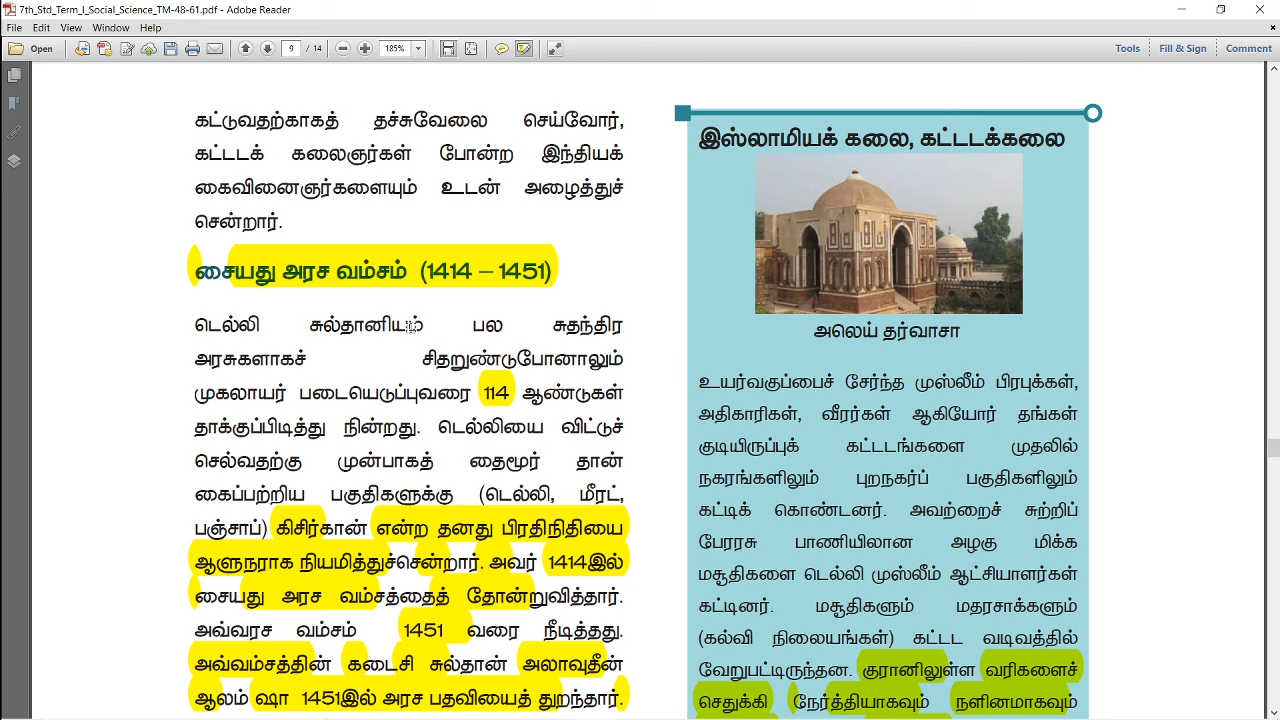 7th_Std_Term_I_Social_Science_TM-48-61.pdf - Adobe Reader
File Edit View Window Help
Open 9 / 14 185% Tools Fill & Sign Comment
கட்டுவதற்காகத் தச்சுவேலை செய்வோர்,
கட்டடக் கலைஞர்கள் போன்ற இந்தியக்
கைவினைஞர்களையும் உடன் அழைத்துச்
சென்றார்.
சையது அரச வம்சம் (1414 – 1451)
டெல்லி சுல்தானியம் பல சுதந்திர
அரசுகளாகச் சிதறுண்டுபோனாலும்
முகலாயர் படையெடுப்புவரை 114 ஆண்டுகள்
தாக்குப்பிடித்து நின்றது. டெல்லியை விட்டுச்
செல்வதற்கு முன்பாகத் தைமூர் தான்
கைப்பற்றிய பகுதிகளுக்கு (டெல்லி, மீரட்,
பஞ்சாப்) கிசிர்கான் என்ற தனது பிரதிநிதியை
ஆளுநராக நியமித்துச்சென்றார். அவர் 1414இல்
சையது அரச வம்சத்தைத் தோன்றுவித்தார்.
அவ்வரச வம்சம் 1451 வரை நீடித்தது.
அவ்வம்சத்தின் கடைசி சுல்தான் அலாவுதீன்
ஆலம் ஷா 1451இல் அரச பதவியைத் துறந்தார்.
இஸ்லாமியக் கலை, கட்டடக்கலை
அலெய் தர்வாசா
உயர்வகுப்பைச் சேர்ந்த முஸ்லீம் பிரபுக்கள்,
அதிகாரிகள், வீரர்கள் ஆகியோர் தங்கள்
குடியிருப்புக் கட்டடங்களை முதலில்
நகரங்களிலும் புறநகர்ப் பகுதிகளிலும்
கட்டிக் கொண்டனர். அவற்றைச் சுற்றிப்
பேரரசு பாணியிலான அழகு மிக்க
மசூதிகளை டெல்லி முஸ்லீம் ஆட்சியாளர்கள்
கட்டினர். மசூதிகளும் மதரசாக்களும்
(கல்வி நிலையங்கள்) கட்டட வடிவத்தில்
வேறுபட்டிருந்தன. குரானிலுள்ள வரிகளைச்
செதுக்கி நேர்த்தியாகவும் நளினமாகவும்